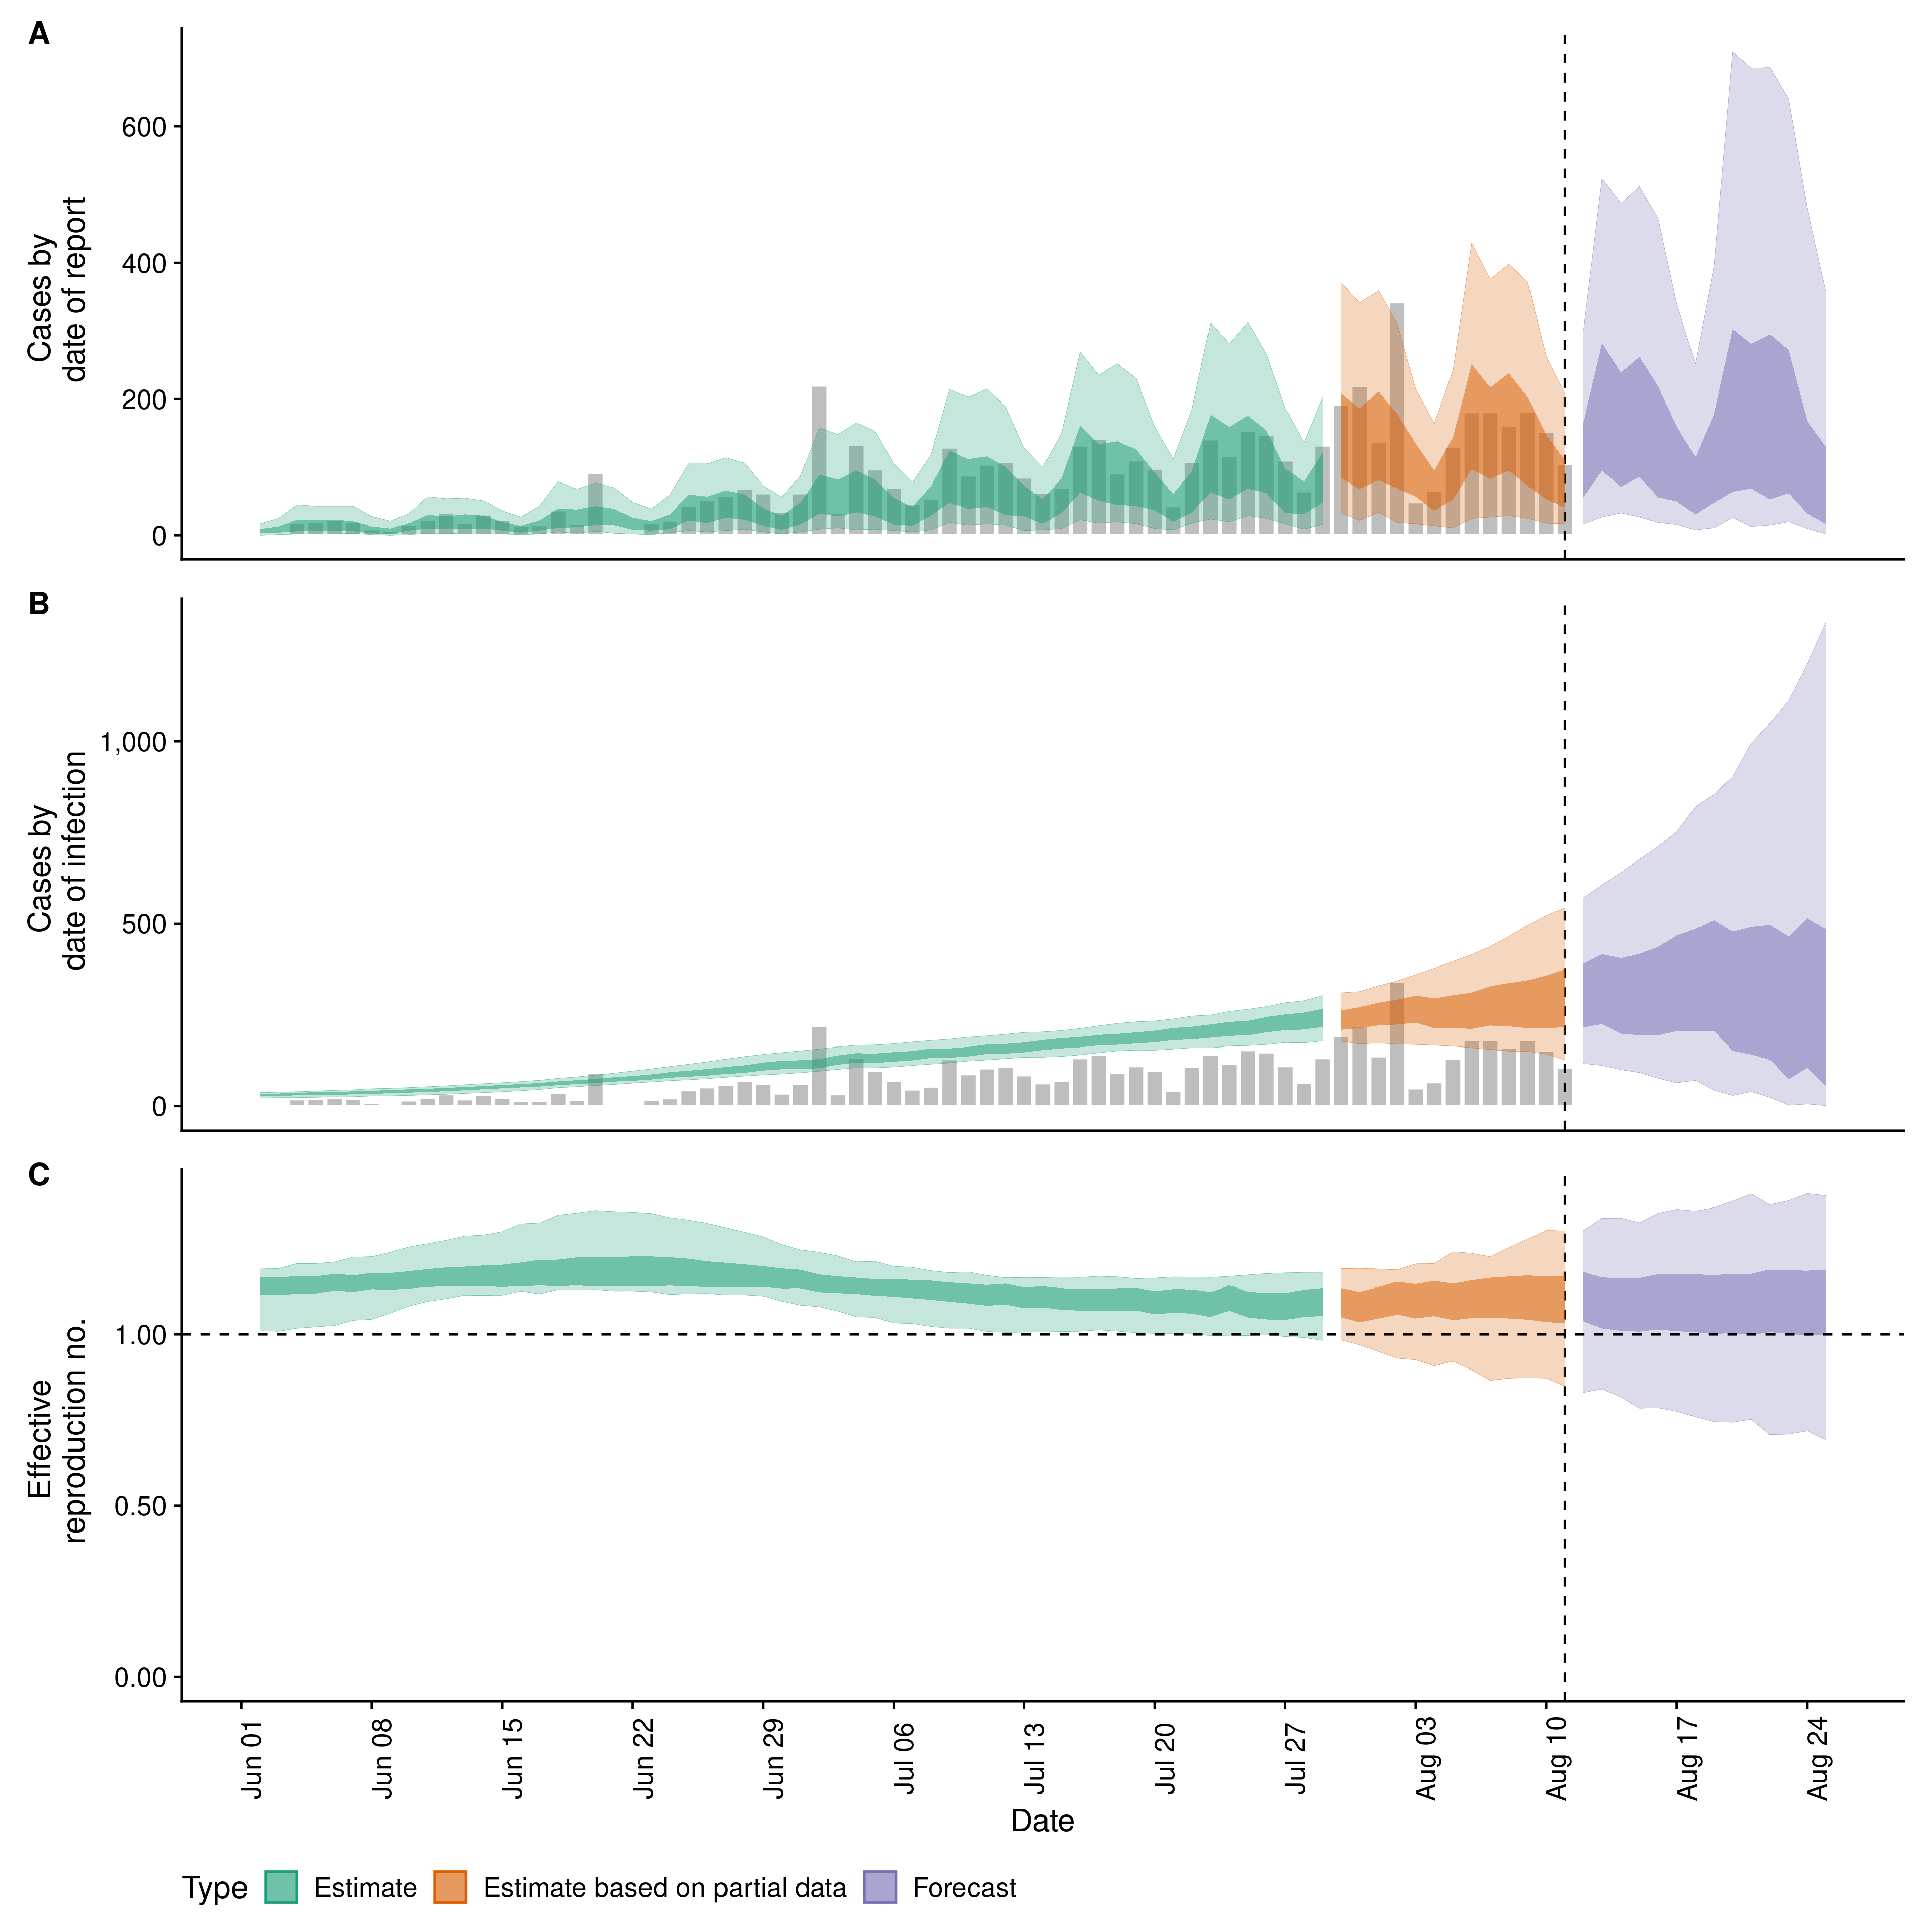 A
Cases by
date of report
600
400
200
0
B
Cases by
date of infection
1,000
500
0
C
Effective
reproduction no.
1.00
0.50
0.00
Jun 01
Jun 08
Jun 15
Jun 22
Jun 29
Jul 06
Jul 13
Jul 20
Jul 27
Aug 03
Aug 10
Aug 17
Aug 24
Date
Type Estimate Estimate based on partial data Forecast